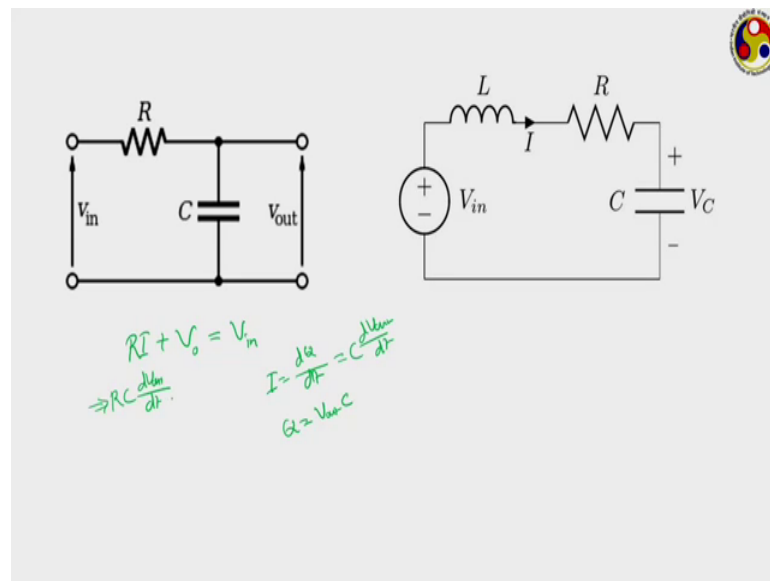 R
v_in
C
v_out
L
I
R
+
−
V_in
C
+
V_C
−
RI + V_o = V_in
⇒ RC dV_out/dt .
I = dQ/dt = C dV_out/dt
Q = V_out C